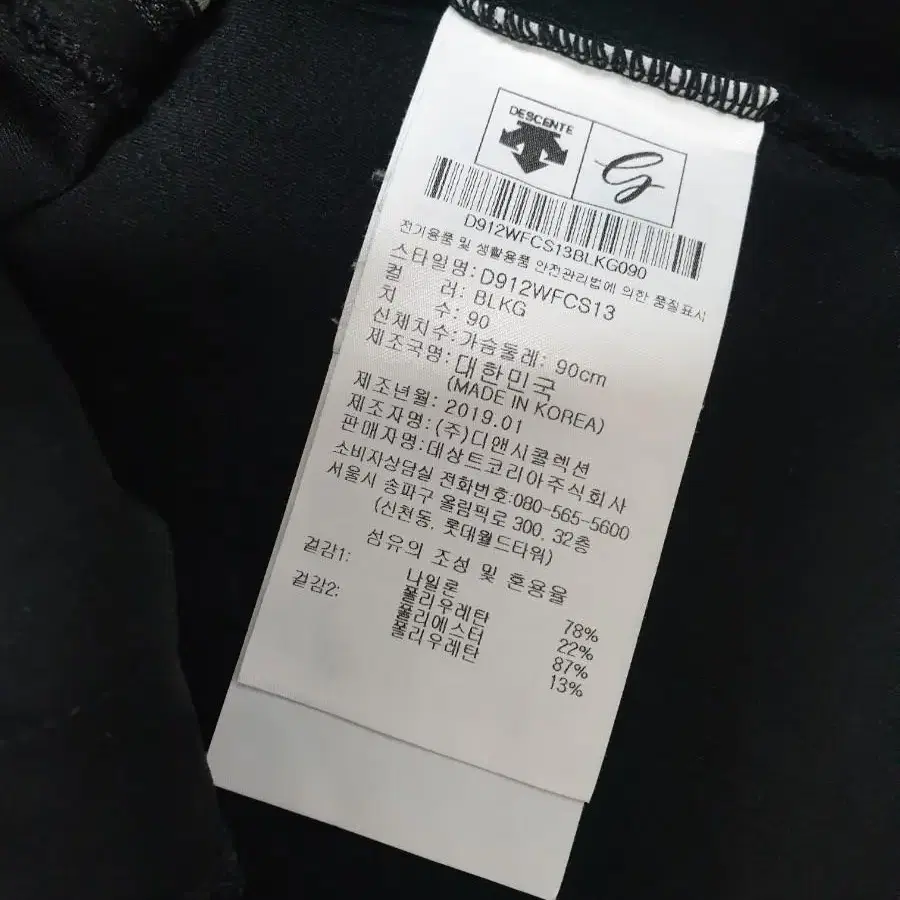 DESCENTE G
D912WFCS13BLKG090
전기용품 및 생활용품 안전관리법에 의한 품질표시
스타일명: D912WFCS13
컬 러: BLKG
치 수: 90
신체치수: 가슴둘레: 90cm
제조국명: 대한민국
(MADE IN KOREA)
제조년월: 2019.01
제조자명: (주)디앤시콜렉션
판매자명: 데상트코리아주식회사
소비자상담실 전화번호:080-565-5600
서울시 송파구 올림픽로 300, 32층
(신천동, 롯데월드타워)
섬유의 조성 및 혼용율
겉감1: 나일론 78%
폴리우레탄 22%
겉감2: 폴리에스터 87%
폴리우레탄 13%